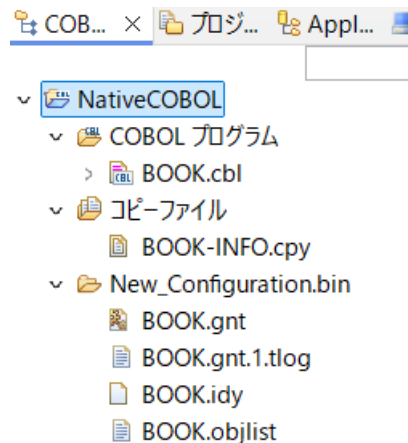 COB... プロジ... Appl...
NativeCOBOL
COBOL プログラム
BOOK.cbl
コピーファイル
BOOK-INFO.cpy
New_Configuration.bin
BOOK.gnt
BOOK.gnt.1.tlog
BOOK.idy
BOOK.objlist